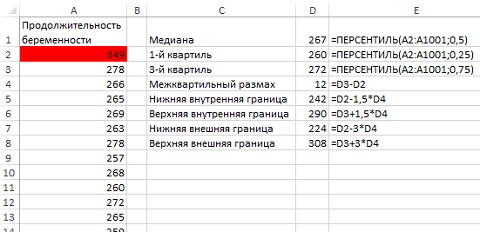 A B C D E
Продолжительность
1 беременности Медиана 267 =ПЕРСЕНТИЛЬ(A2:A1001;0,5)
2 349 1-й квартиль 260 =ПЕРСЕНТИЛЬ(A2:A1001;0,25)
3 278 3-й квартиль 272 =ПЕРСЕНТИЛЬ(A2:A1001;0,75)
4 266 Межквартильный размах 12 =D3-D2
5 265 Нижняя внутренняя граница 242 =D2-1,5*D4
6 269 Верхняя внутренняя граница 290 =D3+1,5*D4
7 263 Нижняя внешняя граница 224 =D2-3*D4
8 278 Верхняя внешняя граница 308 =D3+3*D4
9 257
10 268
11 260
12 272
13 265
14 259